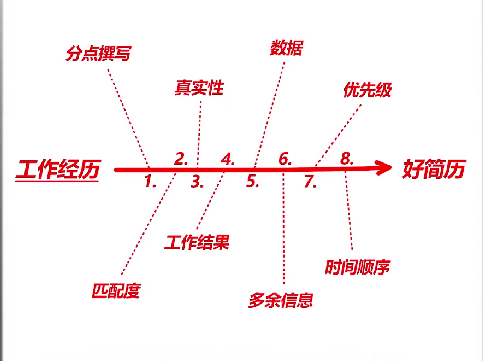 数据
分点撰写
真实性
优先级
2.
4.
6.
8.
工作经历
好简历
1.
3.
5.
7.
工作结果
时间顺序
匹配度
多余信息